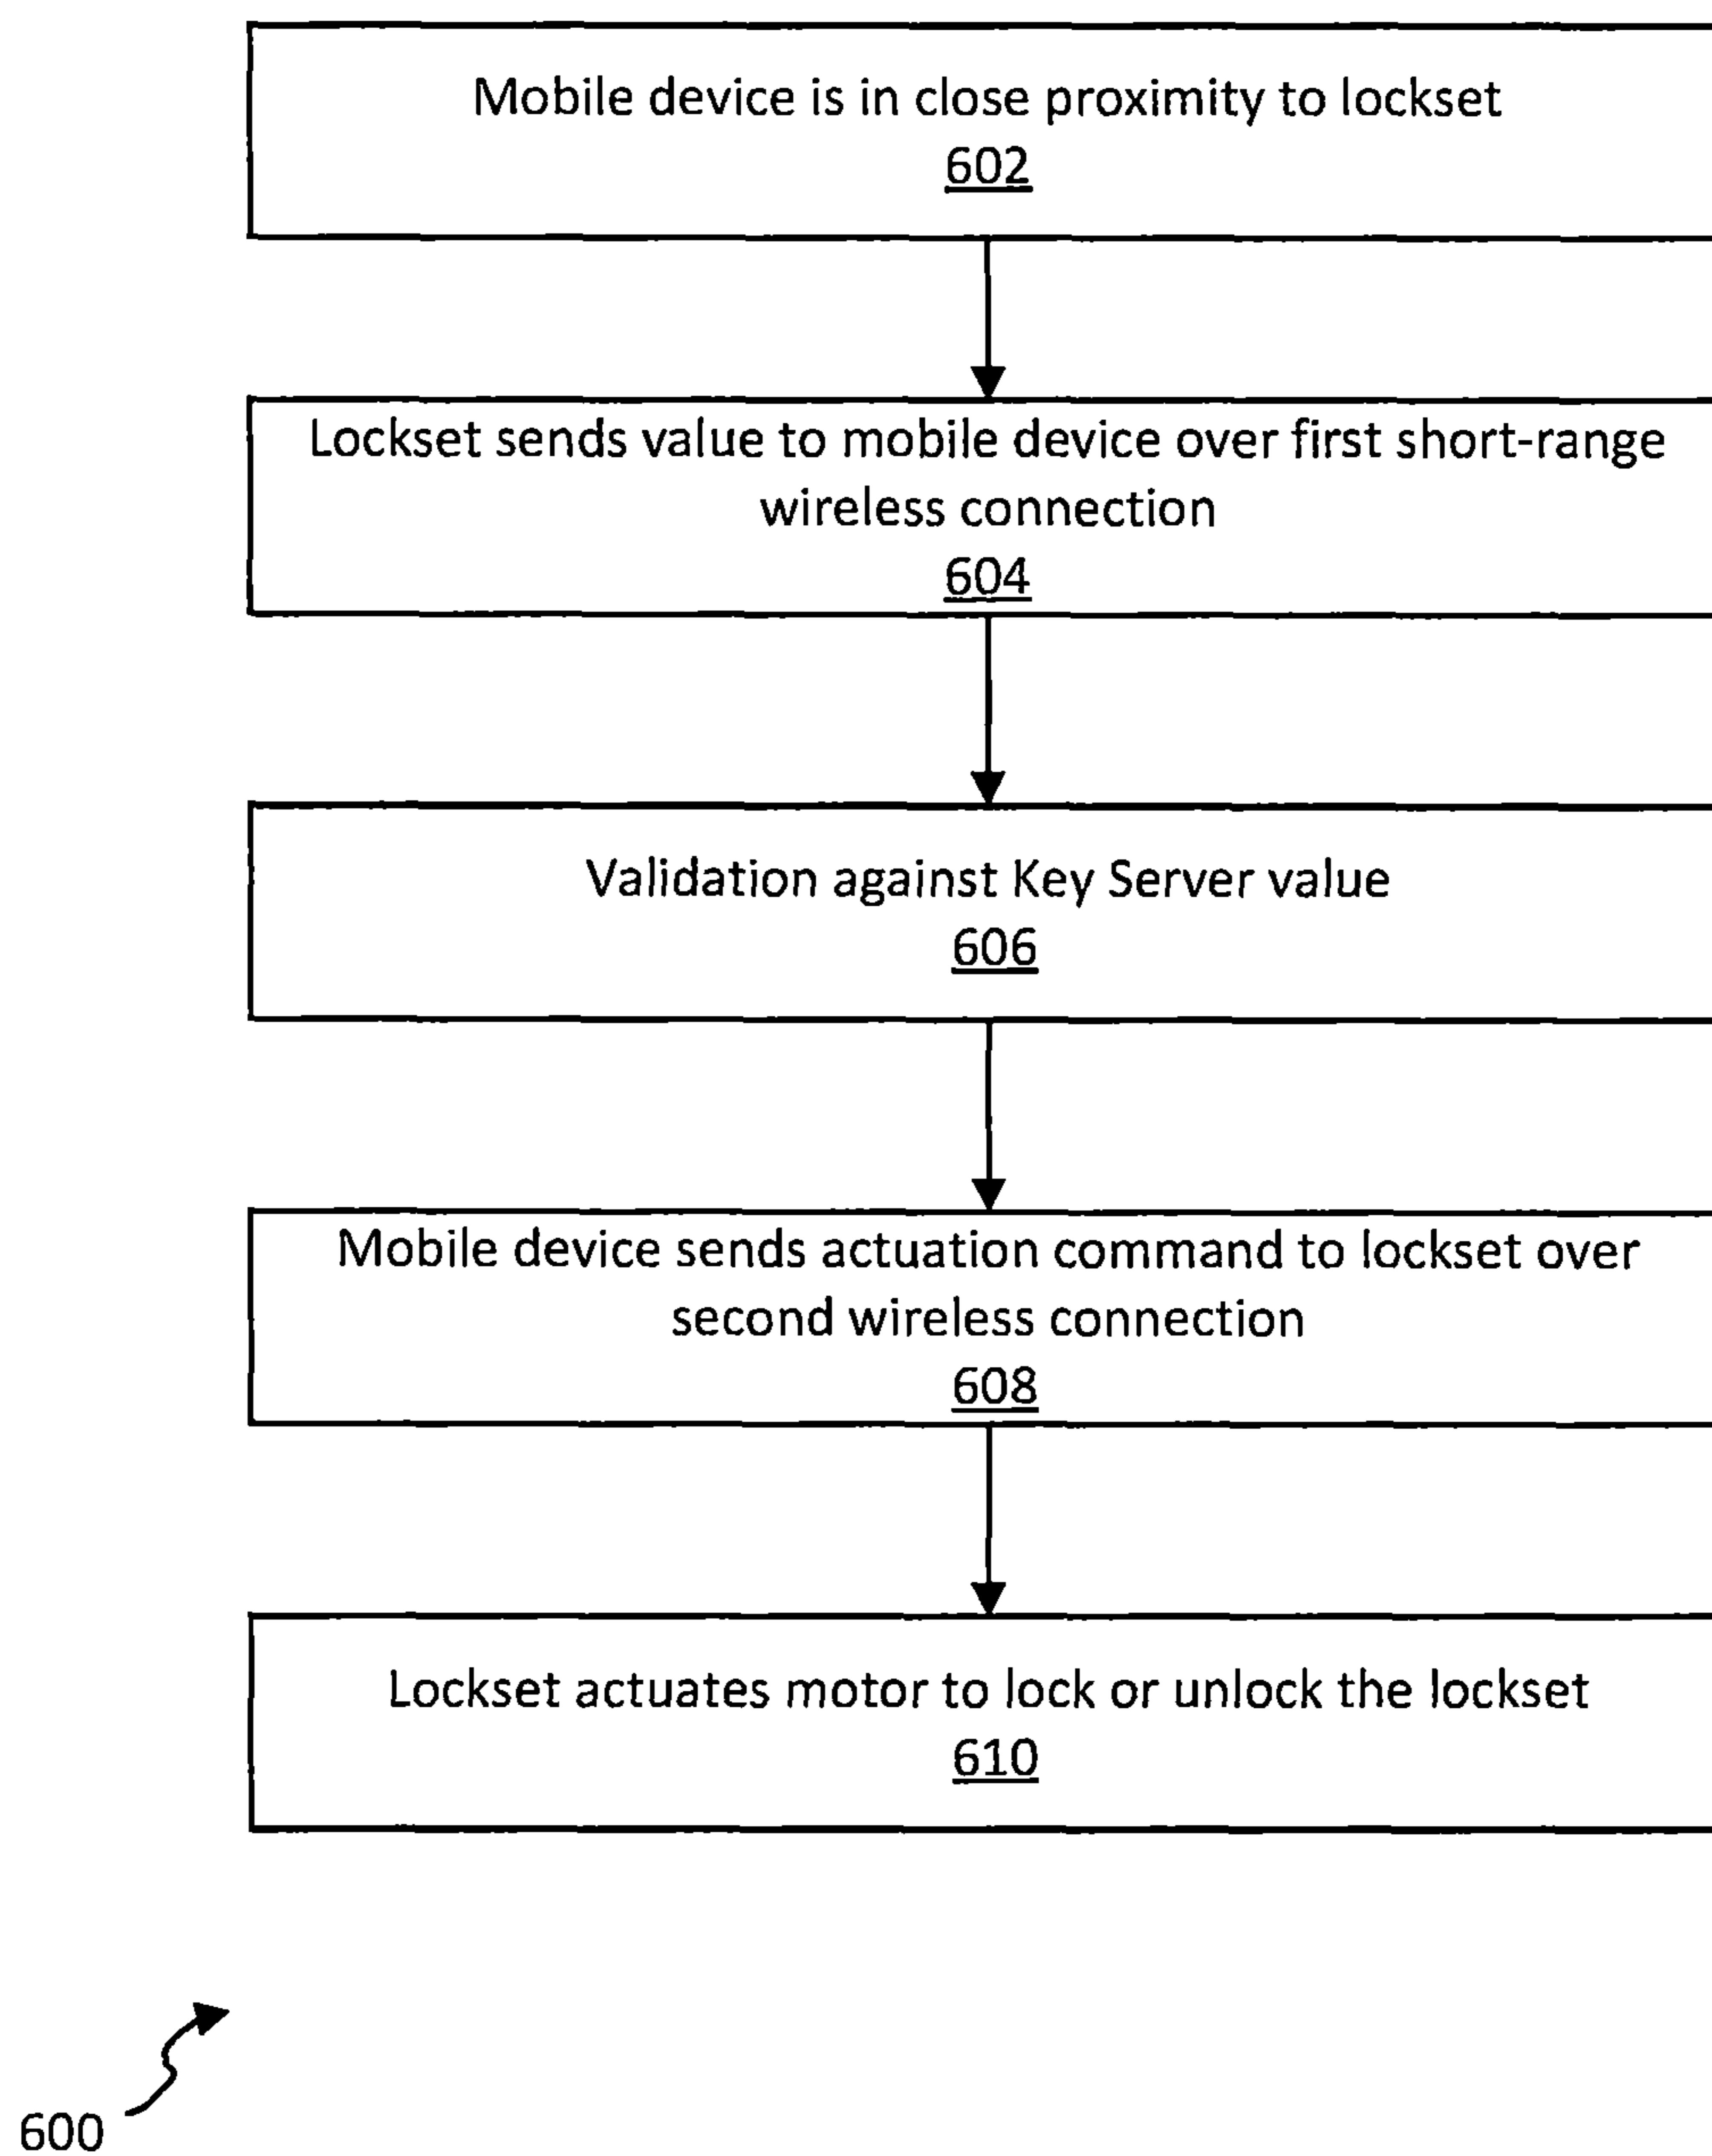 Mobile device is in close proximity to lockset
602
Lockset sends value to mobile device over first short-range
wireless connection
604
Validation against Key Server value
606
Mobile device sends actuation command to lockset over
second wireless connection
608
Lockset actuates motor to lock or unlock the lockset
610
600